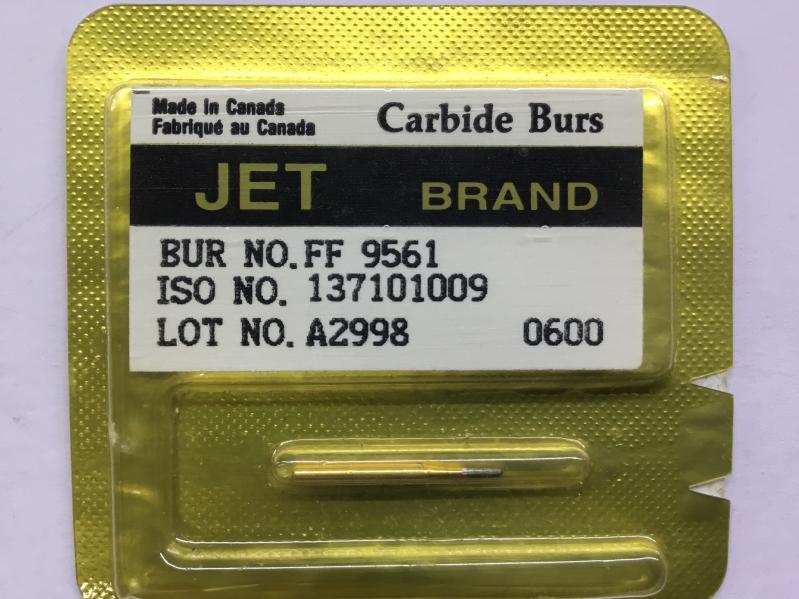 Made in Canada
Fabriqué au Canada
Carbide Burs
JET BRAND
BUR NO. FF 9561
ISO NO. 137101009
LOT NO. A2998 0600